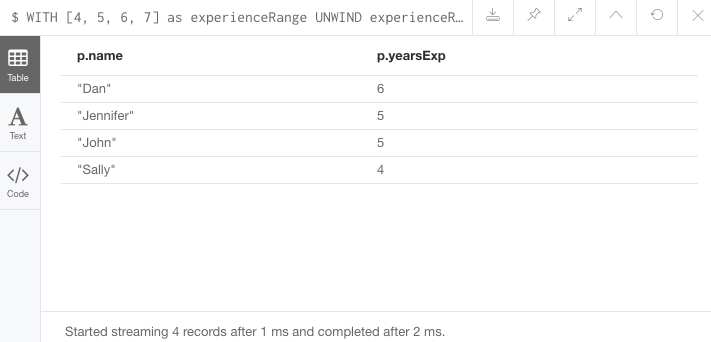 $ WITH [4, 5, 6, 7] as experienceRange UNWIND experienceR…
Table
p.name p.yearsExp
"Dan" 6
"Jennifer" 5
"John" 5
"Sally" 4
A
Text
</>
Code
Started streaming 4 records after 1 ms and completed after 2 ms.